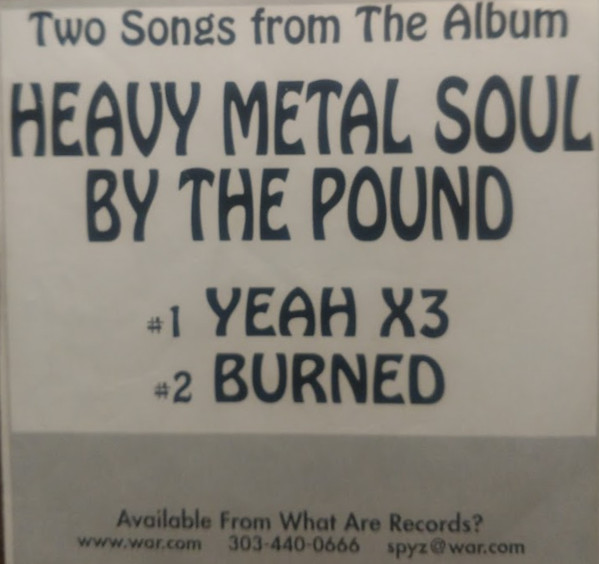 Two Songs from The Album
HEAVY METAL SOUL
BY THE POUND
#1 YEAH X3
#2 BURNED
Available From What Are Records?
www.war.com 303-440-0666 spyz@war.com